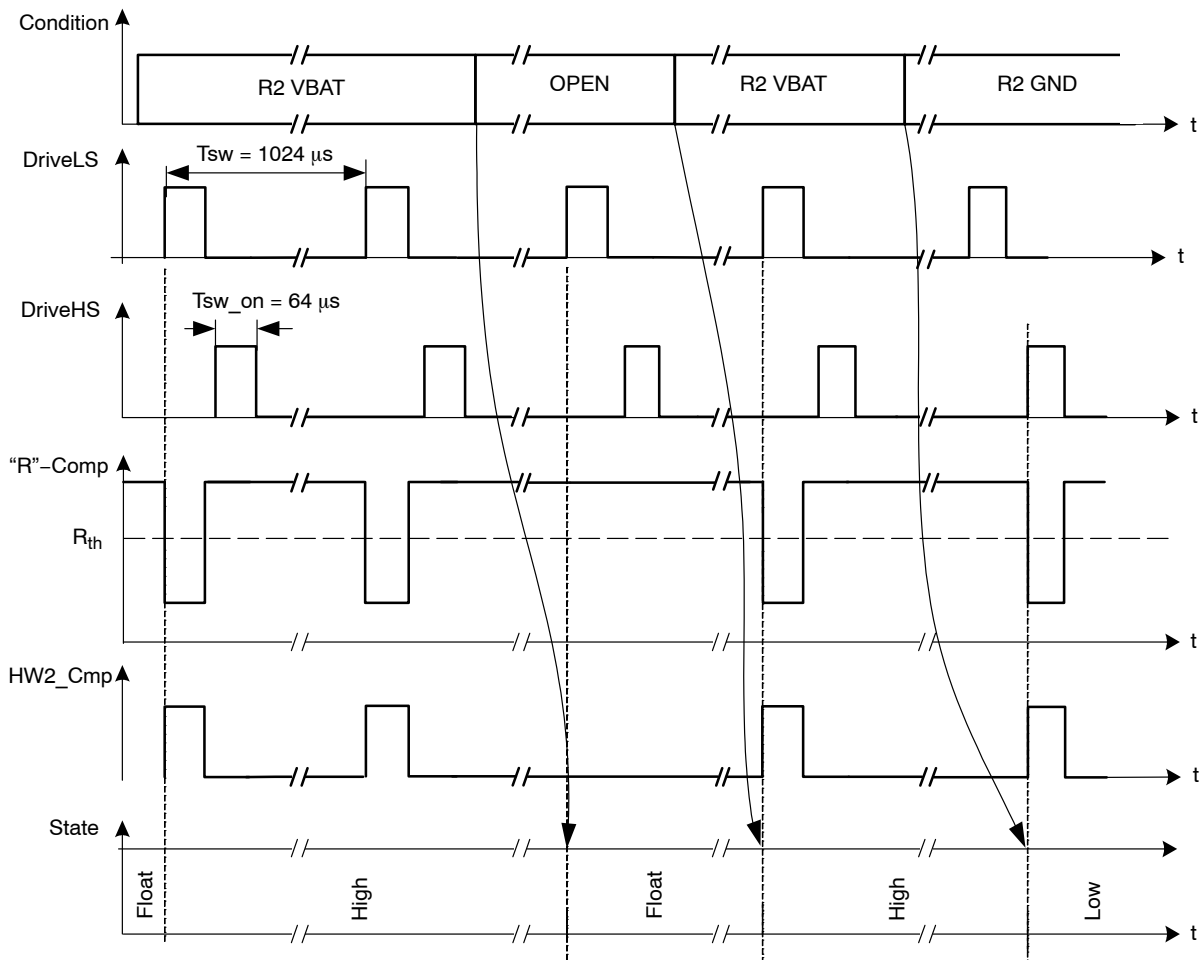 Condition
R2 VBAT
OPEN
R2 VBAT
R2 GND
t
DriveLS
Tsw = 1024 μs
t
DriveHS
Tsw_on = 64 μs
t
“R”−Comp
Rth
t
HW2_Cmp
t
State
Float
High
Float
High
Low
t